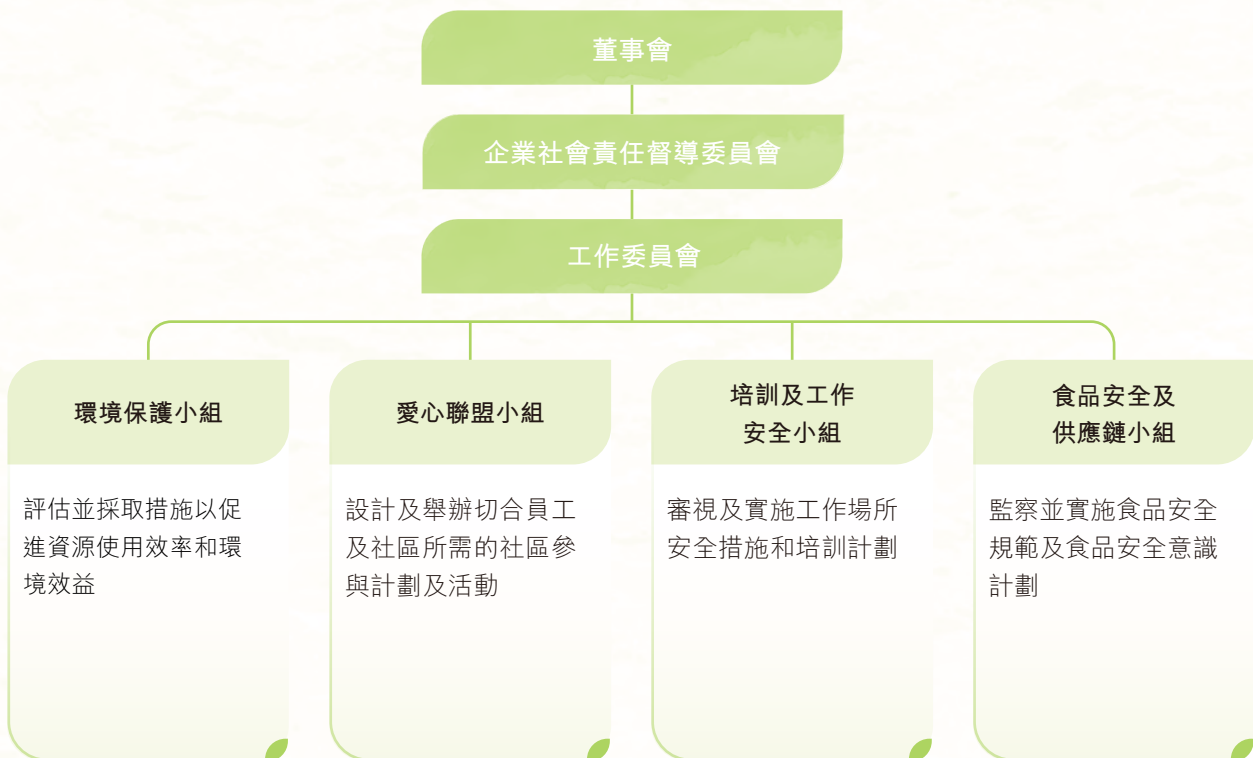 董事會
企業社會責任督導委員會
工作委員會
環境保護小組
評估並採取措施以促
進資源使用效率和環
境效益
愛心聯盟小組
設計及舉辦切合員工
及社區所需的社區參
與計劃及活動
培訓及工作
安全小組
審視及實施工作場所
安全措施和培訓計劃
食品安全及
供應鏈小組
監察並實施食品安全
規範及食品安全意識
計劃